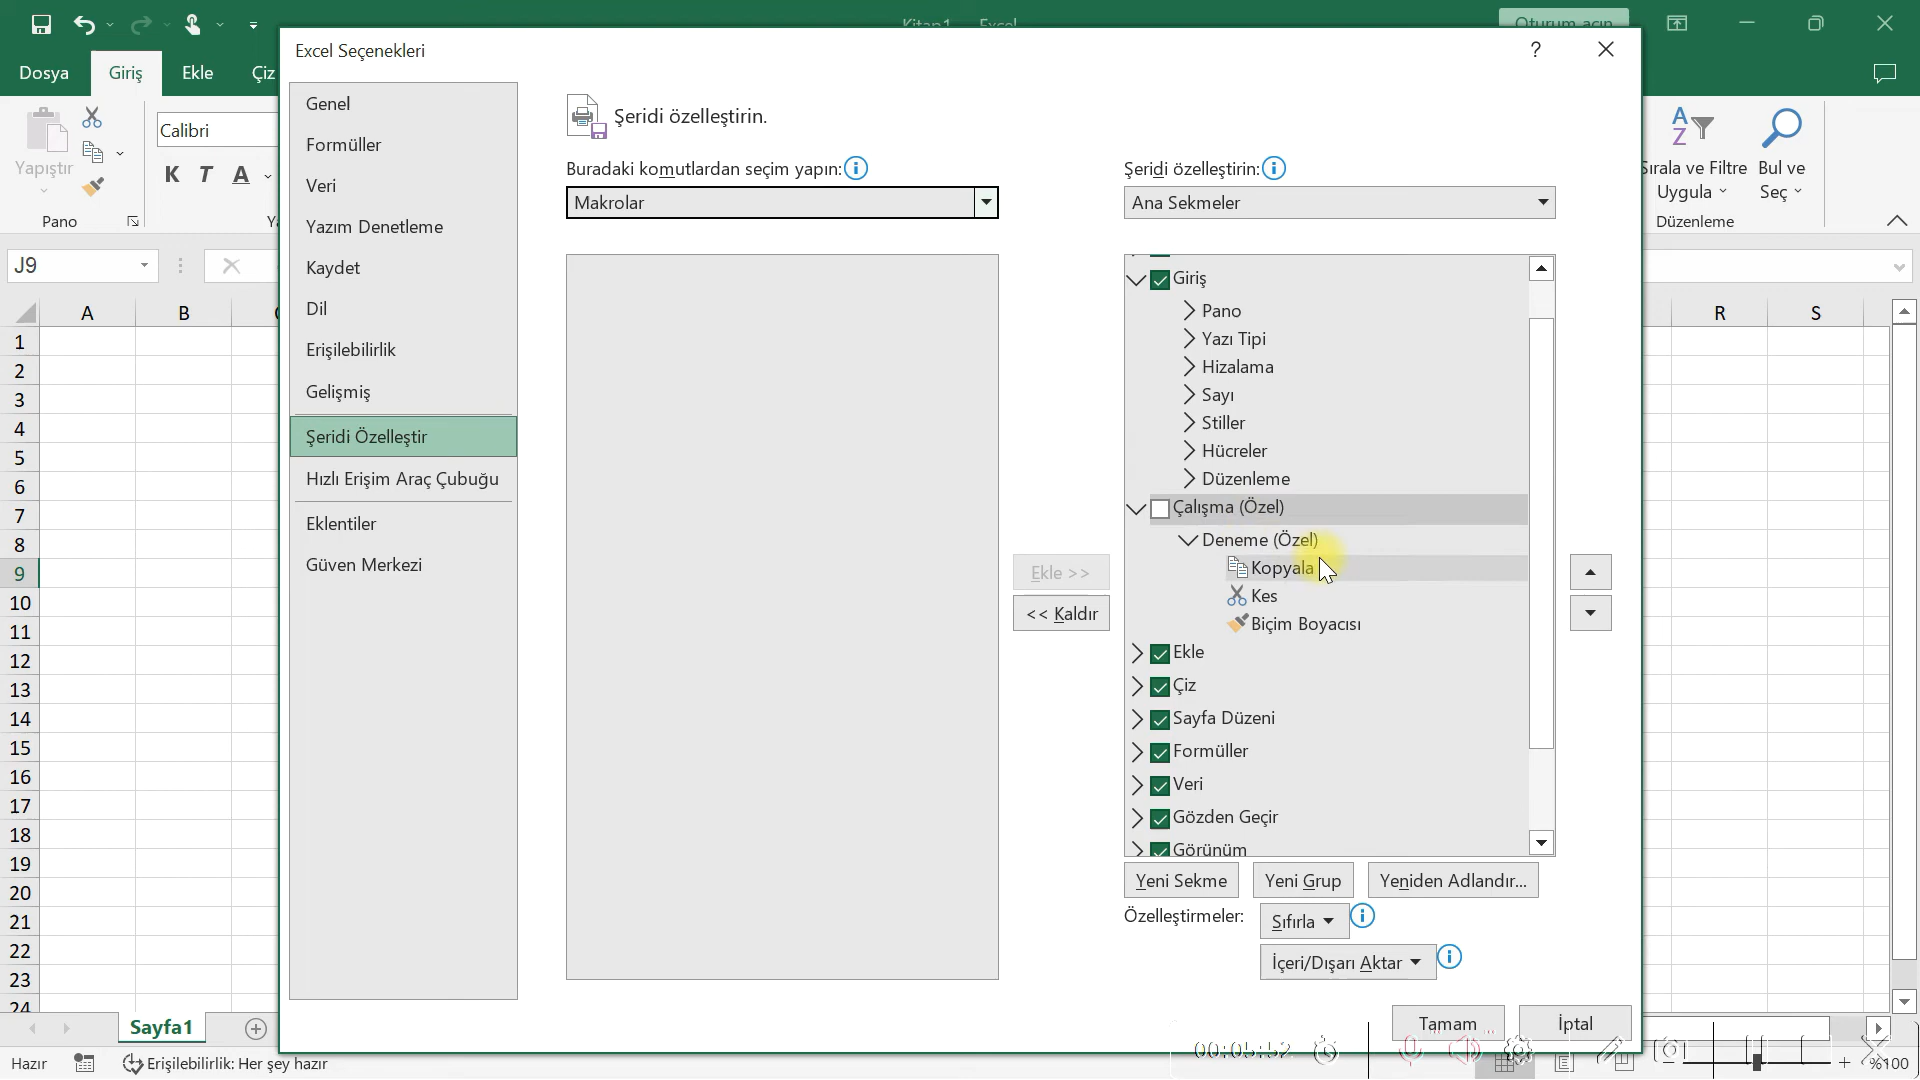 Kitap1 - Excel
Oturum açın
Excel Seçenekleri
?
Dosya
Giriş
Ekle
Çiz
Genel
Formüller
Veri
Yazım Denetleme
Kaydet
Dil
Erişilebilirlik
Gelişmiş
Şeridi Özelleştir
Hızlı Erişim Araç Çubuğu
Eklentiler
Güven Merkezi
Yapıştır
Calibri
K T A
Pano
Şeridi özelleştirin.
Buradaki komutlardan seçim yapın:
Makrolar
Şeridi özelleştirin:
Ana Sekmeler
Giriş
Pano
Yazı Tipi
Hizalama
Sayı
Stiller
Hücreler
Düzenleme
Çalışma (Özel)
Deneme (Özel)
Kopyala
Kes
Biçim Boyacısı
Ekle
Çiz
Sayfa Düzeni
Formüller
Veri
Gözden Geçir
Görünüm
Ekle >>
<< Kaldır
Yeni Sekme
Yeni Grup
Yeniden Adlandır...
Özelleştirmeler:
Sıfırla
İçeri/Dışarı Aktar
Tamam
İptal
Sırala ve Filtre
Uygula
Bul ve
Seç
Düzenleme
J9
A B R S
1
2
3
4
5
6
7
8
9
10
11
12
13
14
15
16
17
18
19
20
21
22
23
24
Sayfa1
Hazır
Erişilebilirlik: Her şey hazır
00:05:52
%100